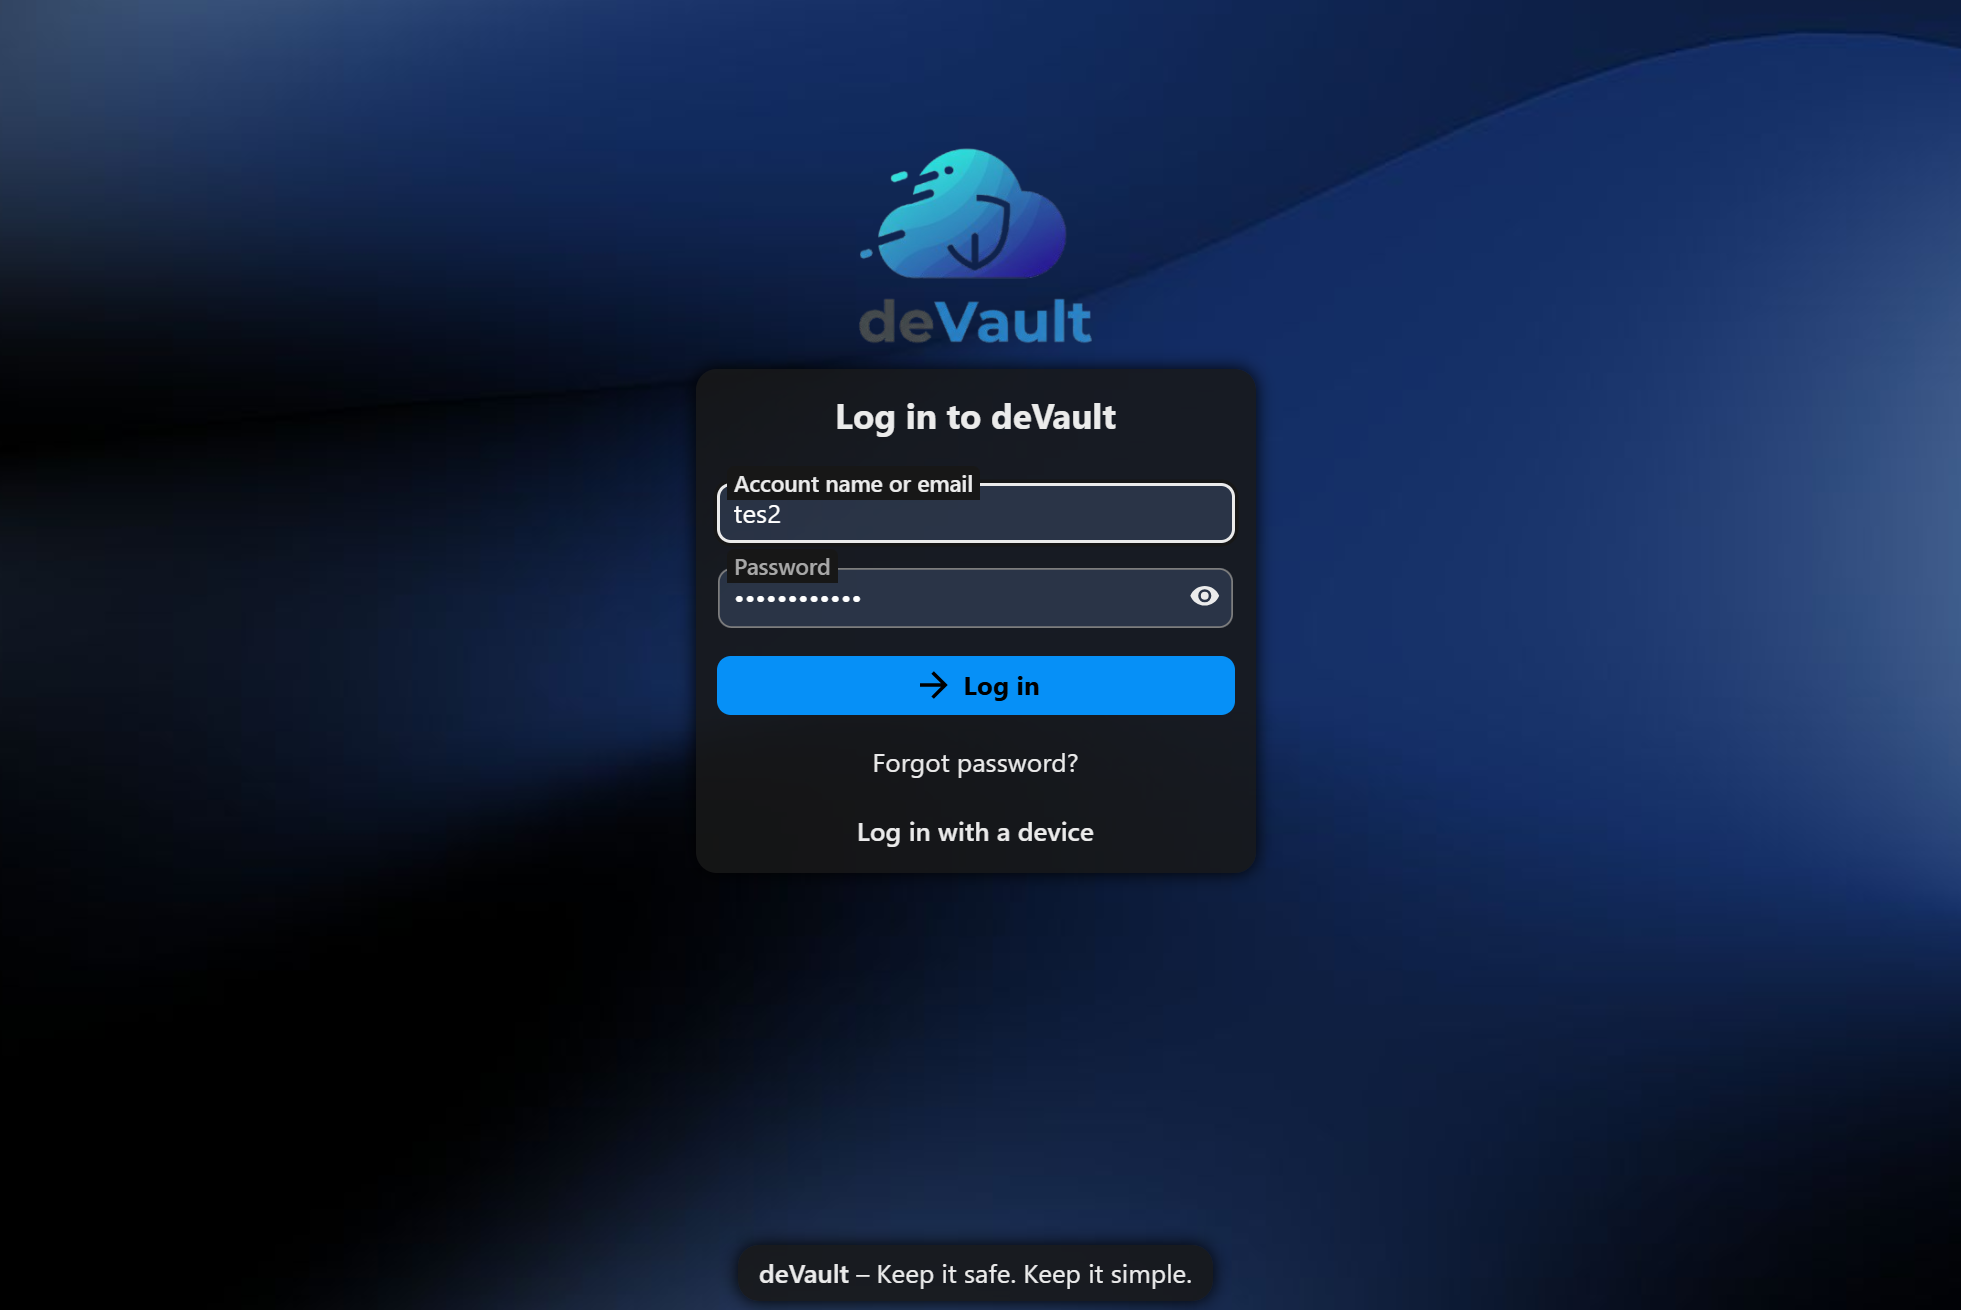 deVault
Log in to deVault
Account name or email
tes2
Password
••••••••••••
Log in
Forgot password?
Log in with a device
deVault – Keep it safe. Keep it simple.